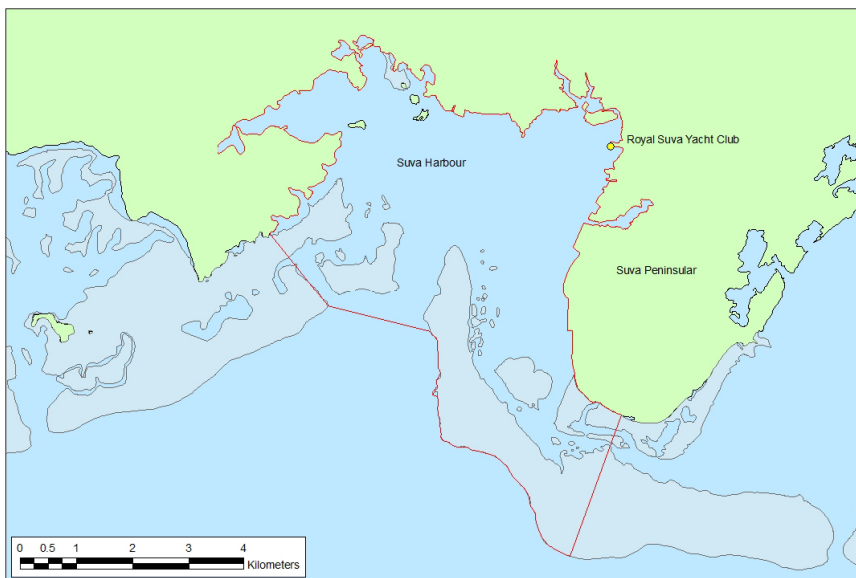 Royal Suva Yacht Club
Suva Harbour
Suva Peninsular
0 0.5 1 2 3 4
Kilometers